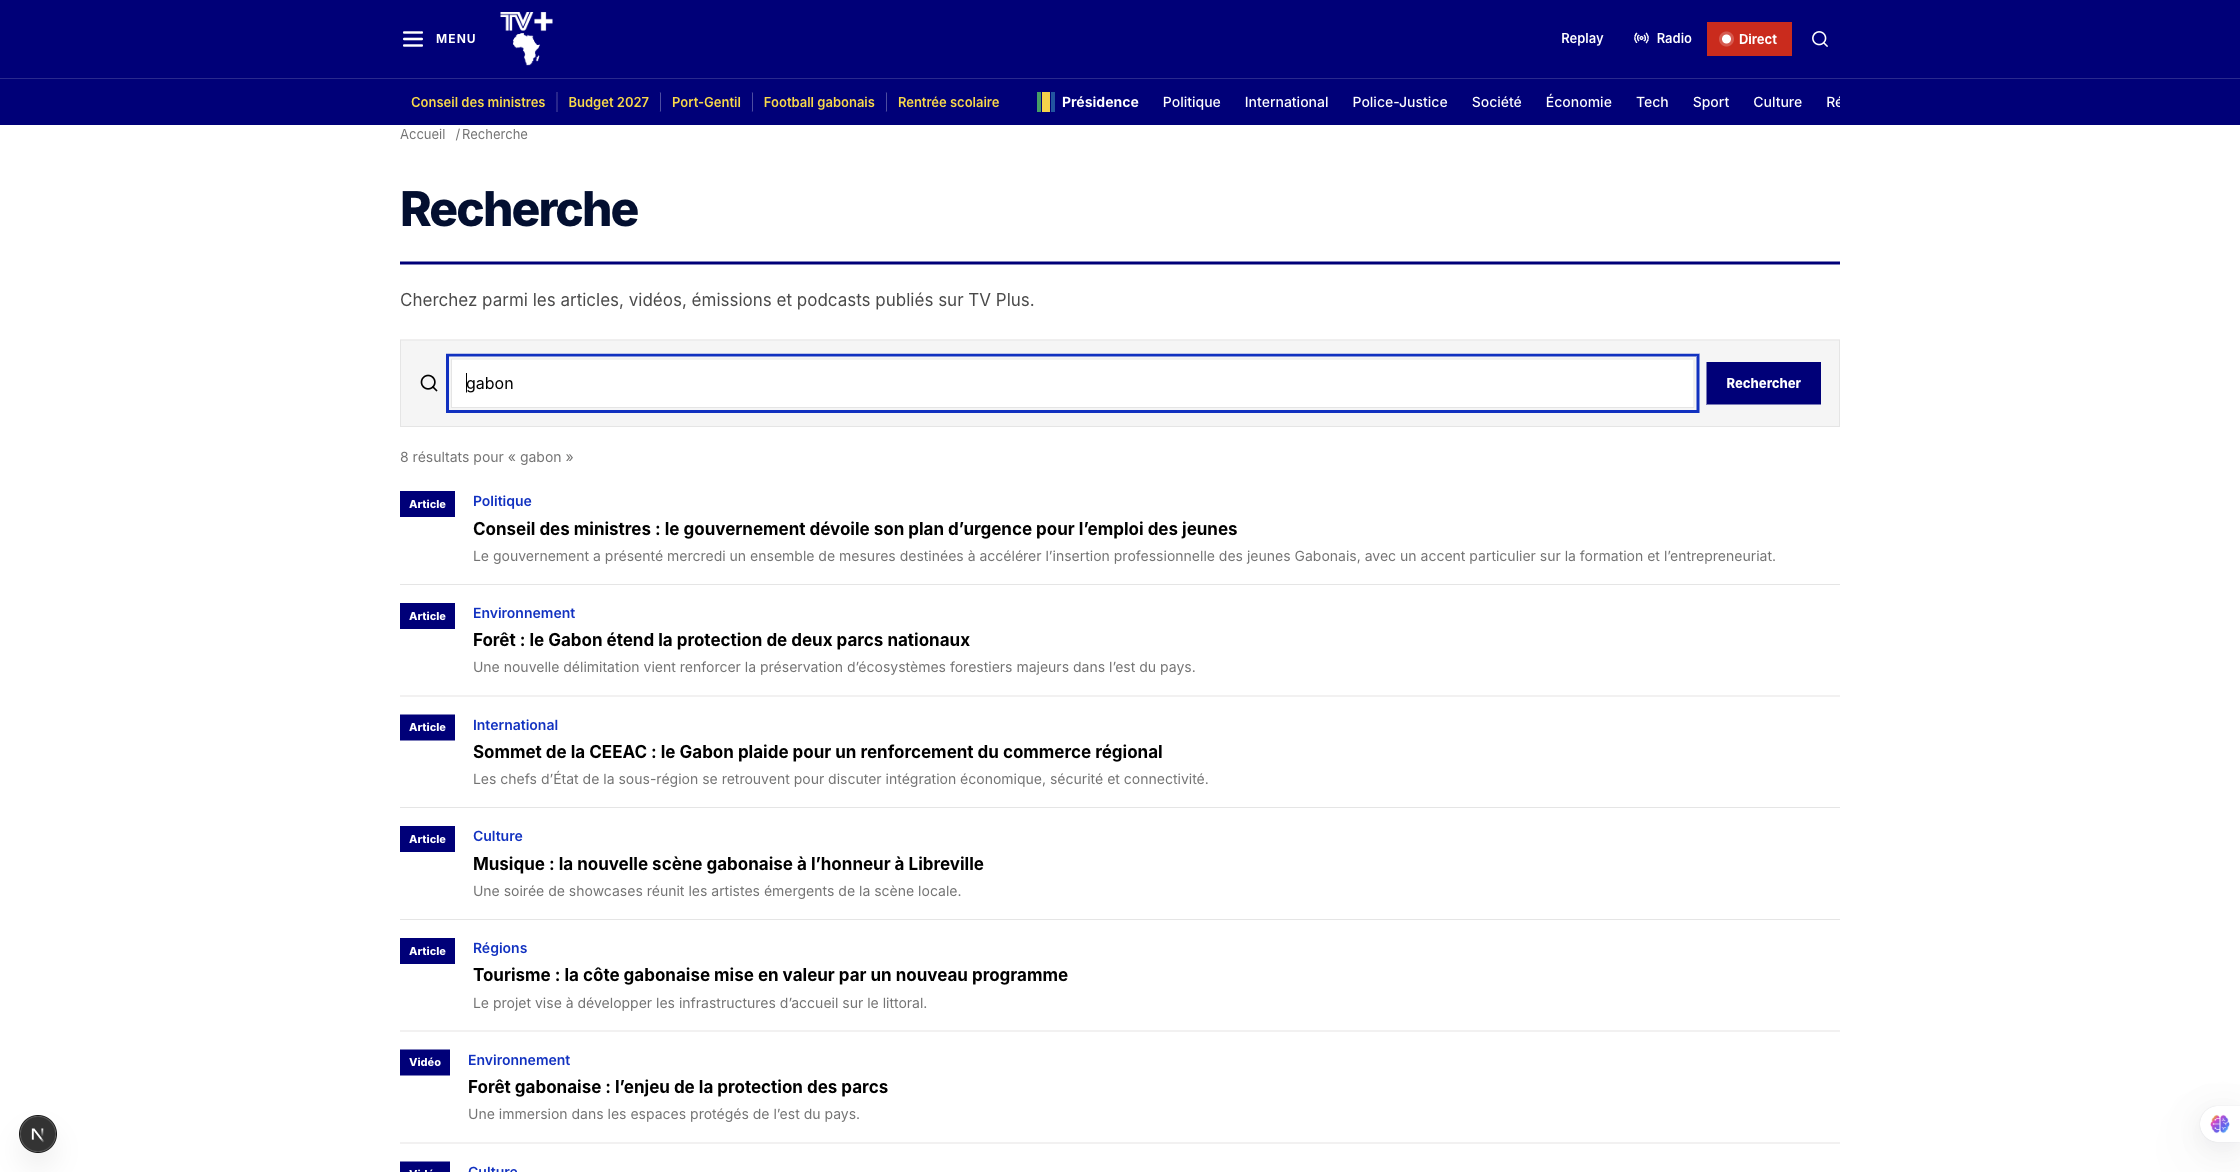 MENU
TV+
Replay
Radio
Direct
Conseil des ministres
Budget 2027
Port-Gentil
Football gabonais
Rentrée scolaire
Présidence
Politique
International
Police-Justice
Société
Économie
Tech
Sport
Culture
Ré
Accueil / Recherche
Recherche
Cherchez parmi les articles, vidéos, émissions et podcasts publiés sur TV Plus.
gabon
Rechercher
8 résultats pour « gabon »
Article
Politique
Conseil des ministres : le gouvernement dévoile son plan d’urgence pour l’emploi des jeunes
Le gouvernement a présenté mercredi un ensemble de mesures destinées à accélérer l’insertion professionnelle des jeunes Gabonais, avec un accent particulier sur la formation et l’entrepreneuriat.
Article
Environnement
Forêt : le Gabon étend la protection de deux parcs nationaux
Une nouvelle délimitation vient renforcer la préservation d’écosystèmes forestiers majeurs dans l’est du pays.
Article
International
Sommet de la CEEAC : le Gabon plaide pour un renforcement du commerce régional
Les chefs d’État de la sous-région se retrouvent pour discuter intégration économique, sécurité et connectivité.
Article
Culture
Musique : la nouvelle scène gabonaise à l’honneur à Libreville
Une soirée de showcases réunit les artistes émergents de la scène locale.
Article
Régions
Tourisme : la côte gabonaise mise en valeur par un nouveau programme
Le projet vise à développer les infrastructures d’accueil sur le littoral.
Vidéo
Environnement
Forêt gabonaise : l’enjeu de la protection des parcs
Une immersion dans les espaces protégés de l’est du pays.
Culture